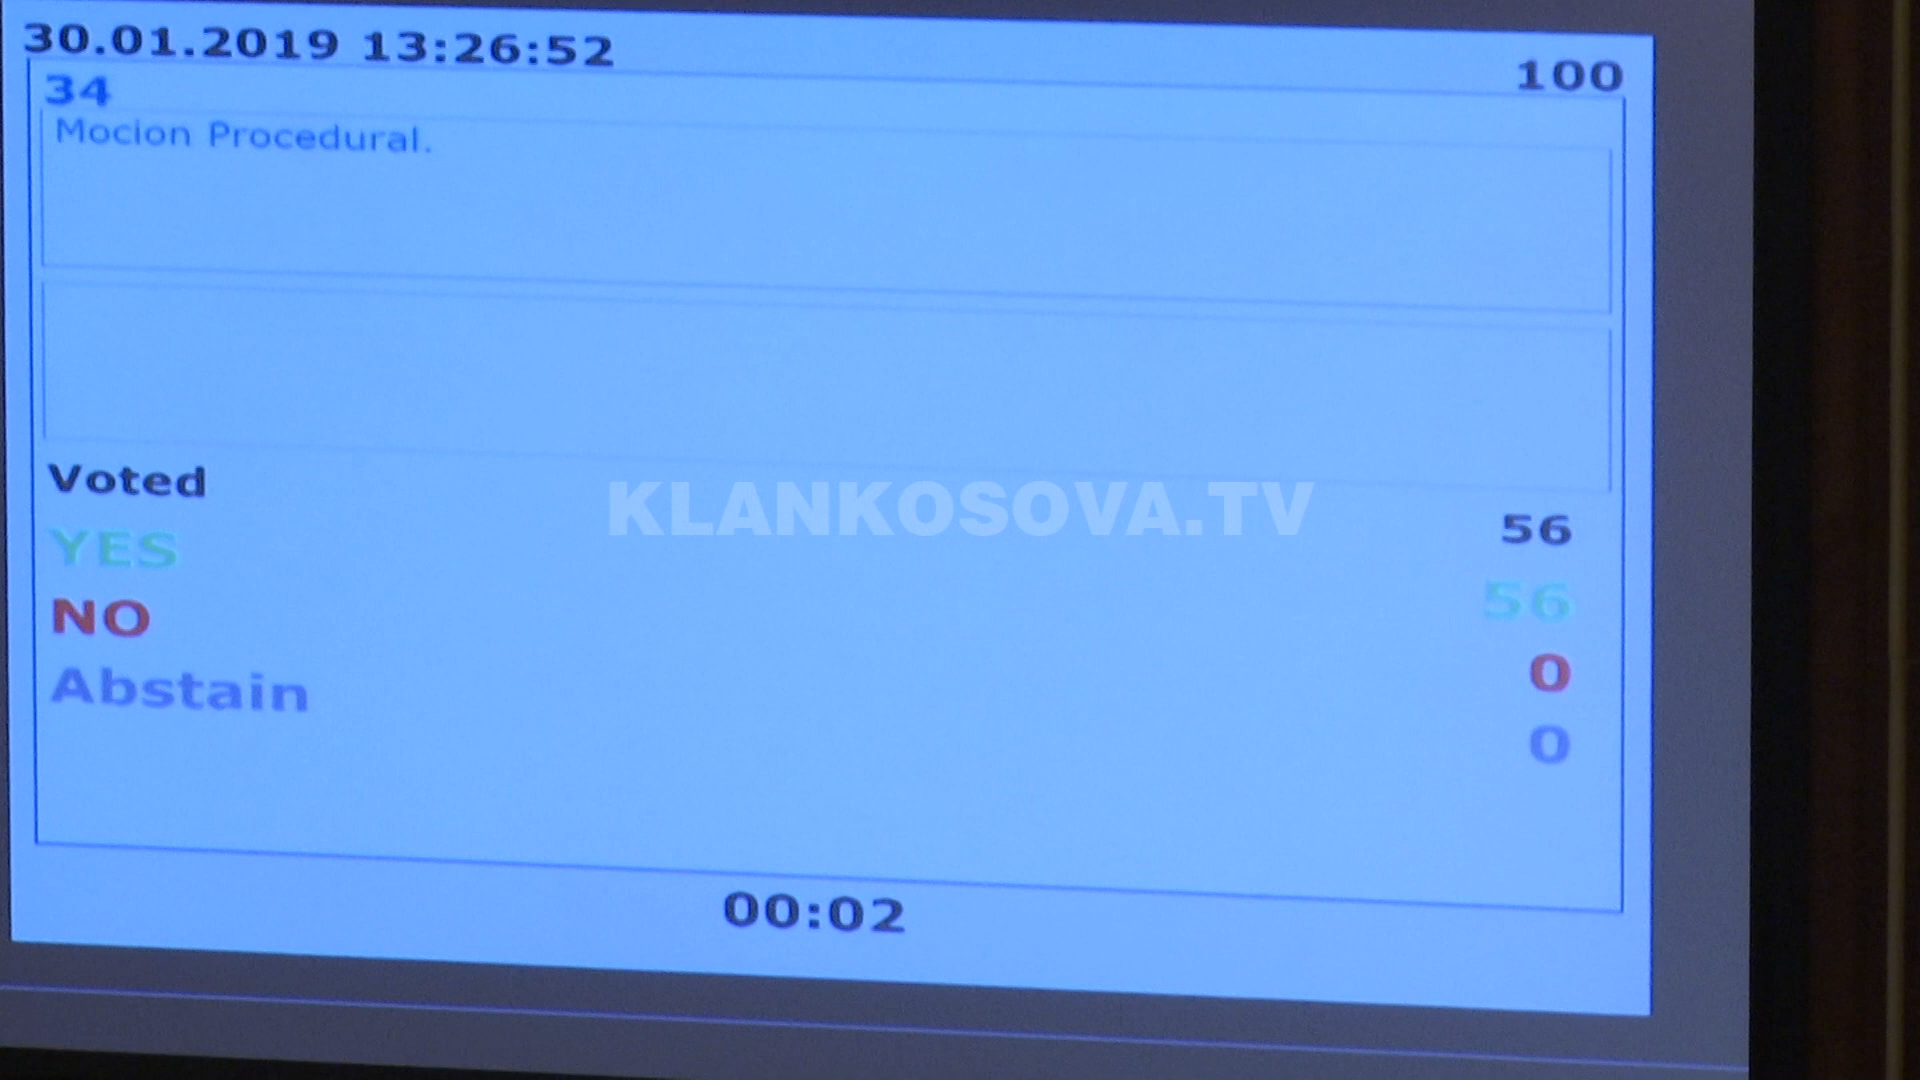 30.01.2019 13:26:52 100
34
Mocion Procedural.
Voted 56
YES 56
NO 0
Abstain 0
KLANKOSOVA.TV
00:02